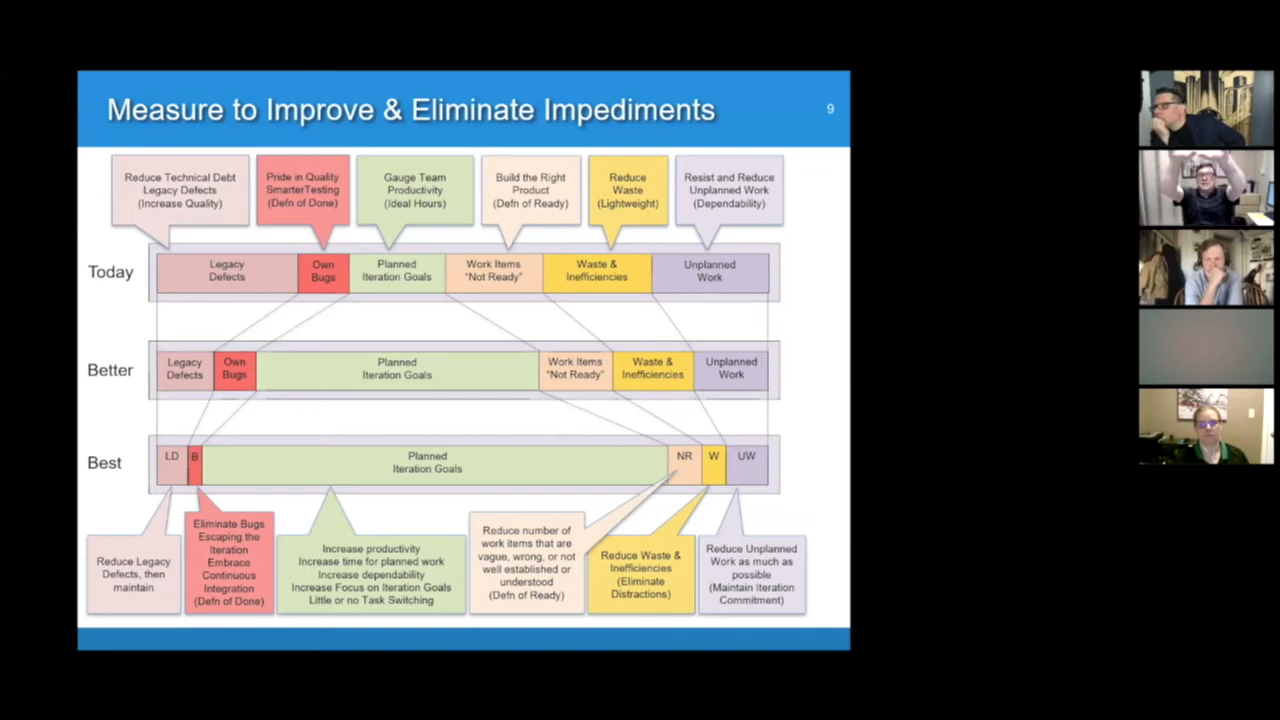 Measure to Improve & Eliminate Impediments
9
Reduce Technical Debt
Legacy Defects
(Increase Quality)
Pride in Quality
SmarterTesting
(Defn of Done)
Gauge Team
Productivity
(Ideal Hours)
Build the Right
Product
(Defn of Ready)
Reduce
Waste
(Lightweight)
Resist and Reduce
Unplanned Work
(Dependability)
Today
Legacy
Defects
Own
Bugs
Planned
Iteration Goals
Work Items
“Not Ready”
Waste &
Inefficiencies
Unplanned
Work
Better
Legacy
Defects
Own
Bugs
Planned
Iteration Goals
Work Items
“Not Ready”
Waste &
Inefficiencies
Unplanned
Work
Best
LD
B
Planned
Iteration Goals
NR
W
UW
Reduce Legacy
Defects, then
maintain
Eliminate Bugs
Escaping the
Iteration
Embrace
Continuous
Integration
(Defn of Done)
Increase productivity
Increase time for planned work
Increase dependability
Increase Focus on Iteration Goals
Little or no Task Switching
Reduce number of
work items that are
vague, wrong, or not
well established or
understood
(Defn of Ready)
Reduce Waste &
Inefficiencies
(Eliminate
Distractions)
Reduce Unplanned
Work as much as
possible
(Maintain Iteration
Commitment)